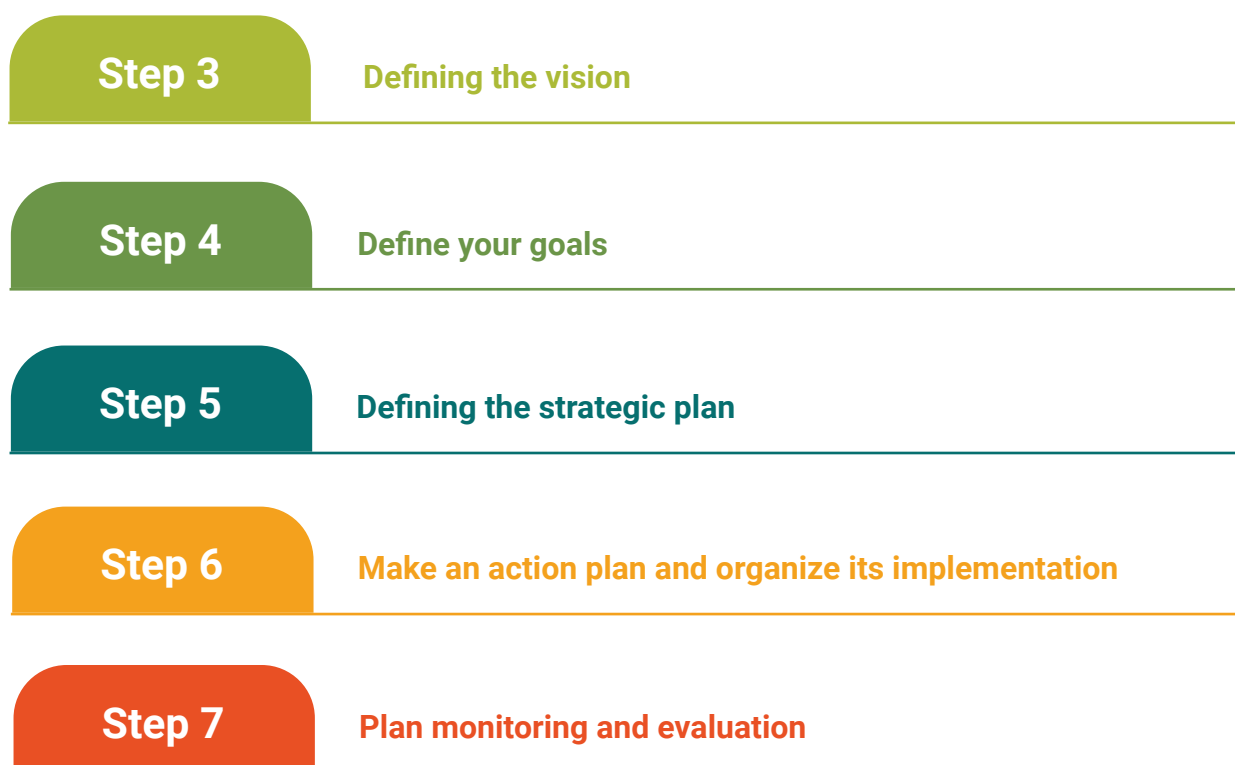 Step 3
Defining the vision
Step 4
Define your goals
Step 5
Defining the strategic plan
Step 6
Make an action plan and organize its implementation
Step 7
Plan monitoring and evaluation